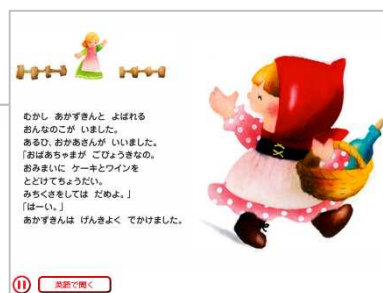 むかし あかずきんと よばれる
おんなのこが いました。
あるひ、おかあさんが いいました。
「おばあちゃまが ごびょうきなの。
おみまいに ケーキとワインを
とどけてちょうだい。
みちくさをしては だめよ。」
「はーい。」
あかずきんは げんきよく でかけました。
英語で聞く